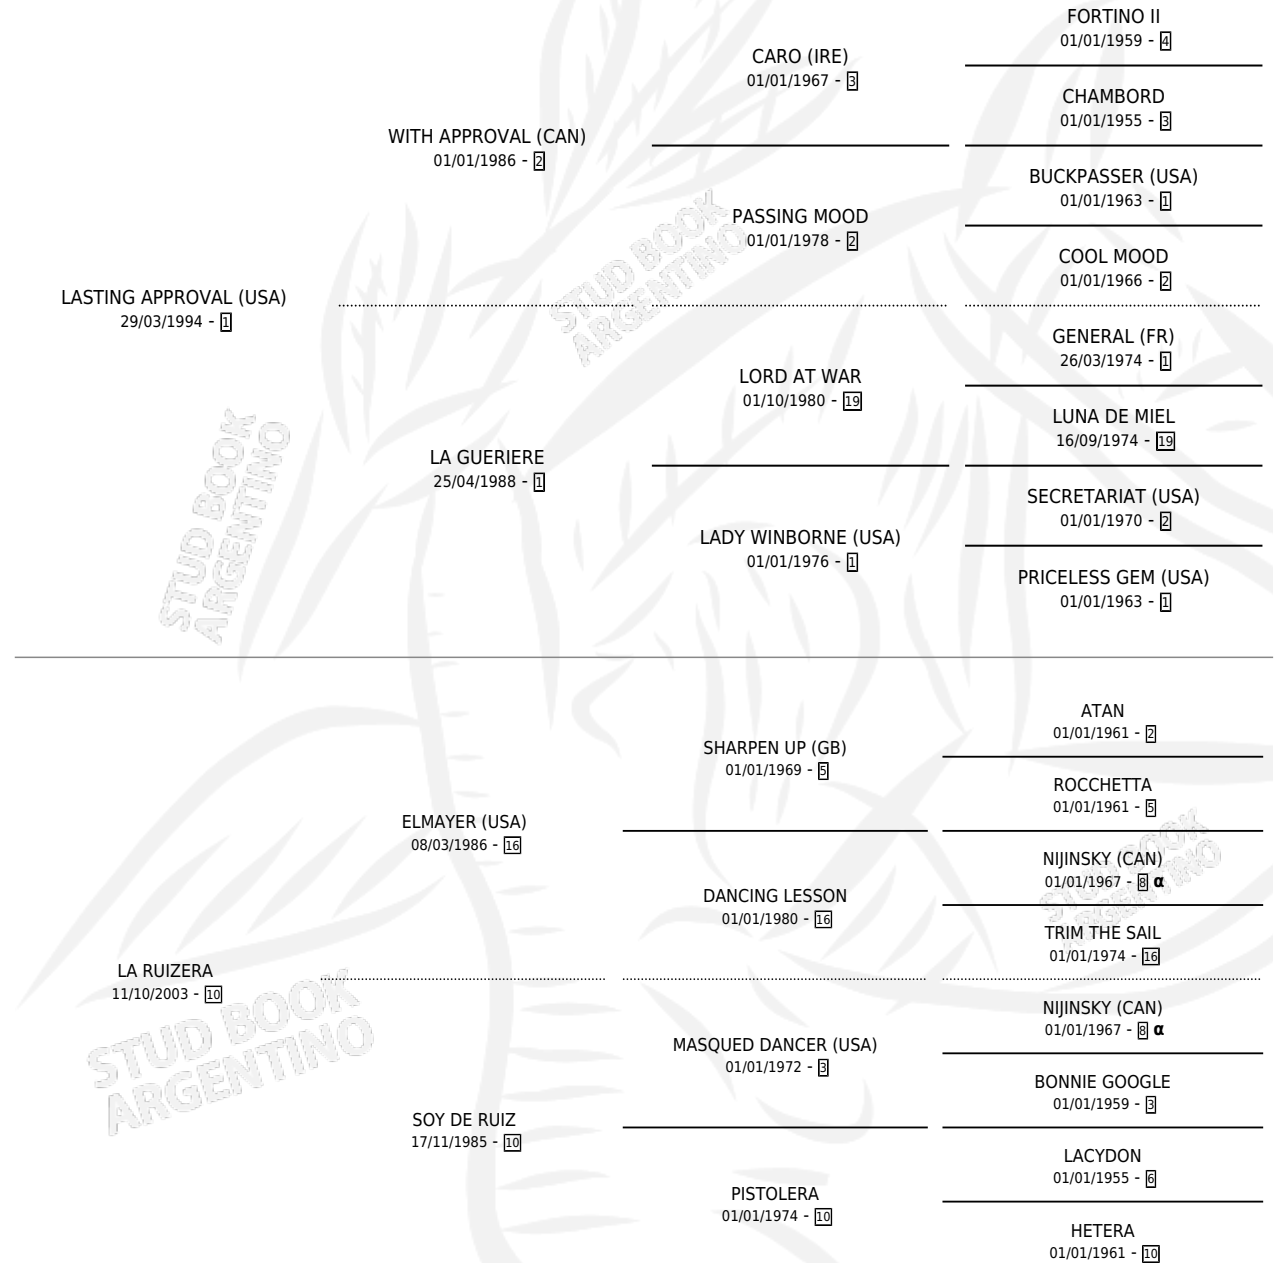 FORTINO II
01/01/1959 - 4
CARO (IRE)
01/01/1967 - 3
CHAMBORD
01/01/1955 - 3
WITH APPROVAL (CAN)
01/01/1986 - 2
BUCKPASSER (USA)
01/01/1963 - 1
PASSING MOOD
01/01/1978 - 2
COOL MOOD
01/01/1966 - 2
LASTING APPROVAL (USA)
29/03/1994 - 1
GENERAL (FR)
26/03/1974 - 1
LORD AT WAR
01/10/1980 - 19
LUNA DE MIEL
16/09/1974 - 19
LA GUERIERE
25/04/1988 - 1
SECRETARIAT (USA)
01/01/1970 - 2
LADY WINBORNE (USA)
01/01/1976 - 1
PRICELESS GEM (USA)
01/01/1963 - 1
STUD BOOK
ARGENTINO
STUD BOOK
ARGENTINO
ATAN
01/01/1961 - 2
SHARPEN UP (GB)
01/01/1969 - 5
ROCCHETTA
01/01/1961 - 5
ELMAYER (USA)
08/03/1986 - 16
NIJINSKY (CAN)
01/01/1967 - 8 α
DANCING LESSON
01/01/1980 - 16
TRIM THE SAIL
01/01/1974 - 16
LA RUIZERA
11/10/2003 - 10
NIJINSKY (CAN)
01/01/1967 - 8 α
MASQUED DANCER (USA)
01/01/1972 - 3
BONNIE GOOGLE
01/01/1959 - 3
SOY DE RUIZ
17/11/1985 - 10
LACYDON
01/01/1955 - 6
PISTOLERA
01/01/1974 - 10
HETERA
01/01/1961 - 10
STUD BOOK
ARGENTINO
STUD BOOK
ARGENTINO